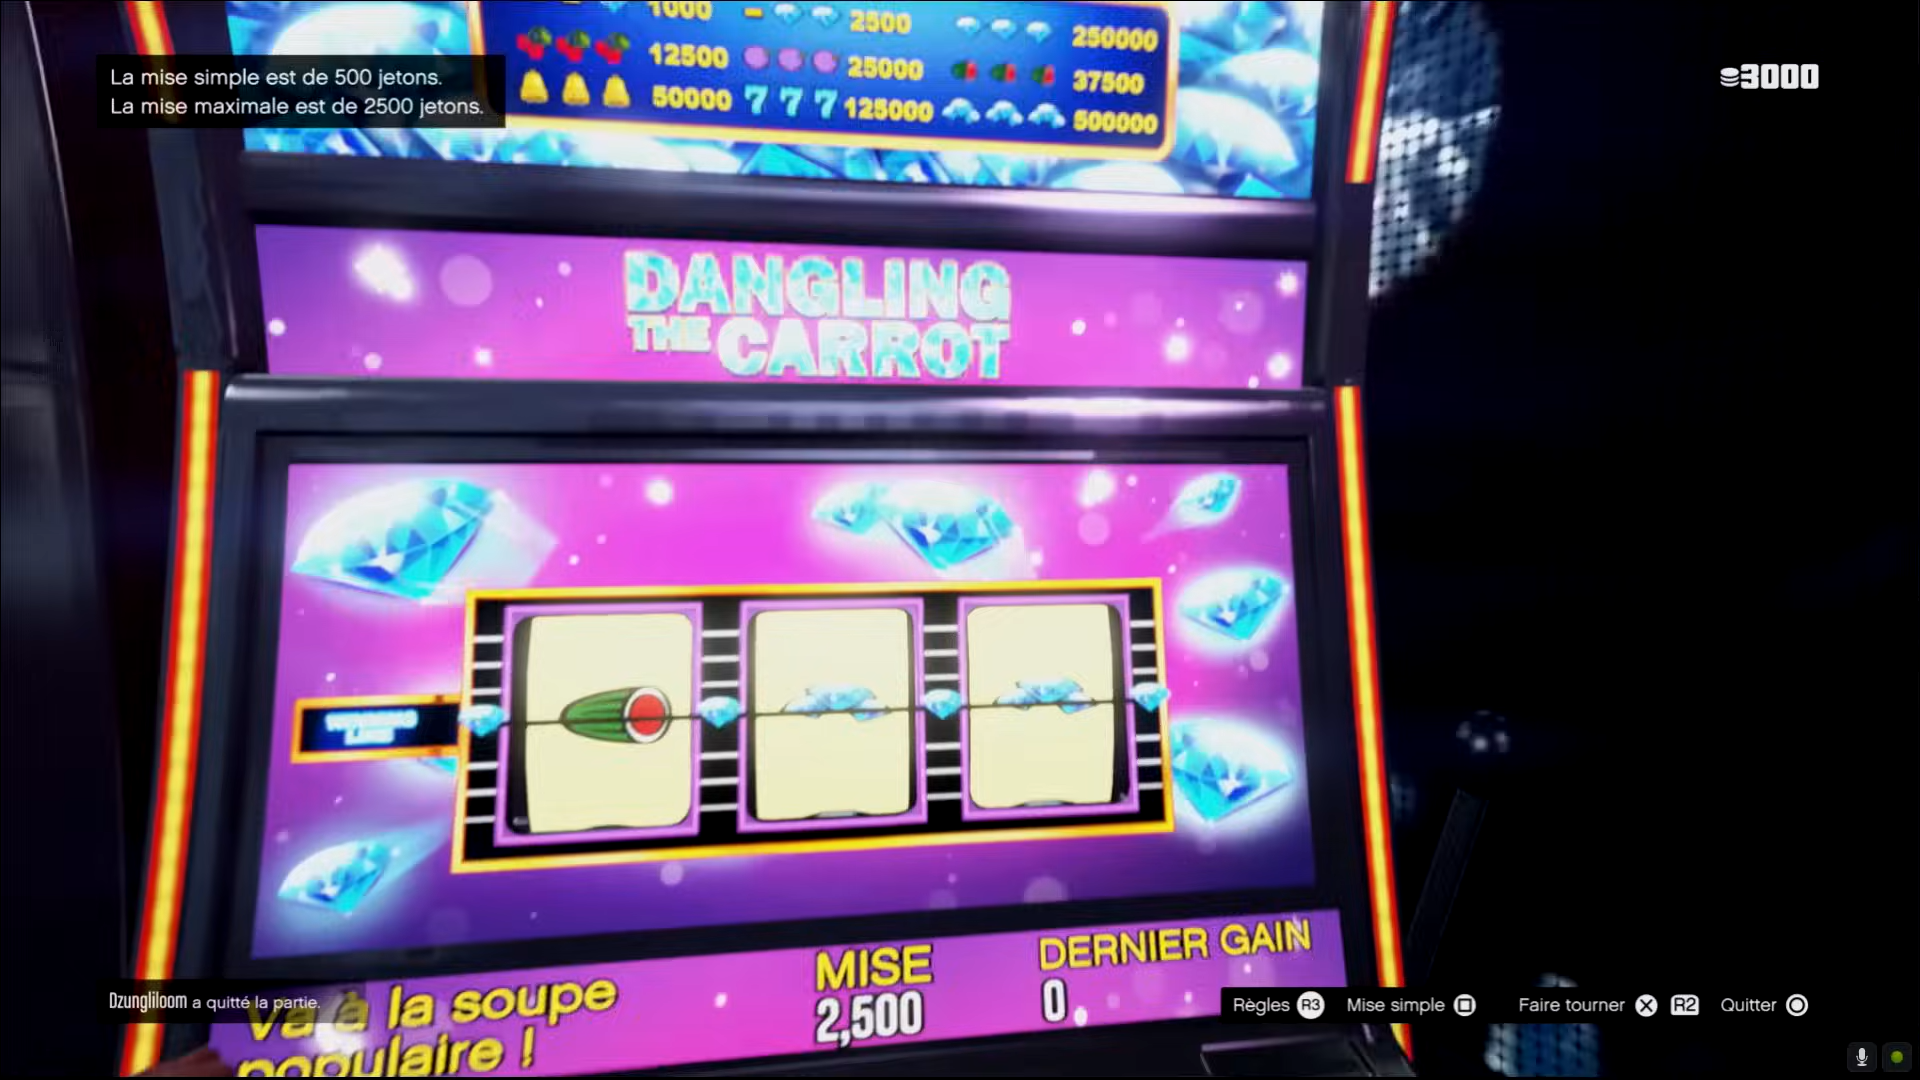 1000 2500 250000
La mise simple est de 500 jetons.
La mise maximale est de 2500 jetons.
12500 25000 37500
50000 7 7 7 125000 500000
3000
DANGLING
THE CARROT
MISE
2,500
DERNIER GAIN
0
Va à la soupe
populaire !
Dzungliloom a quitté la partie.
Règles R3 Mise simple Faire tourner R2 Quitter